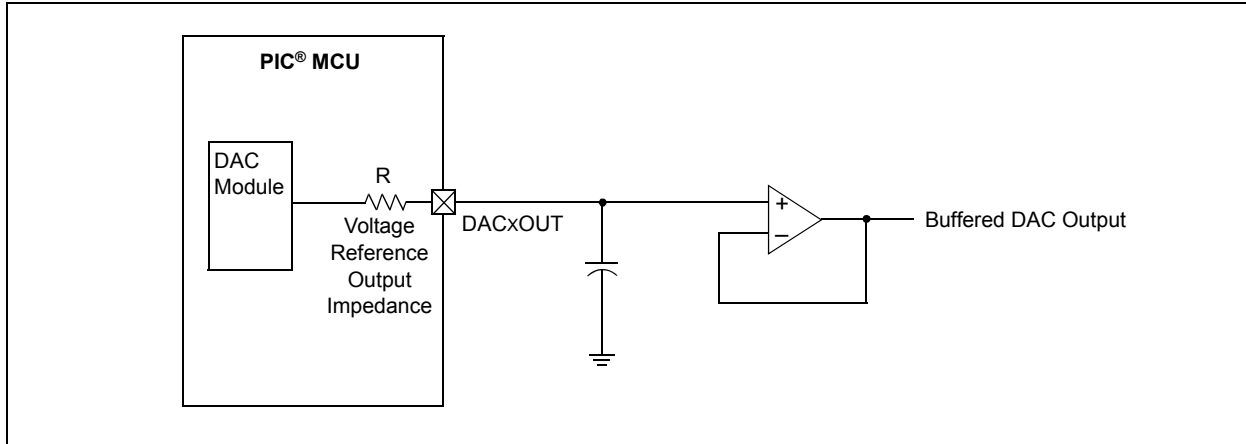 PIC® MCU
DAC
Module
R
Voltage
Reference
Output
Impedance
DACxOUT
+
–
Buffered DAC Output